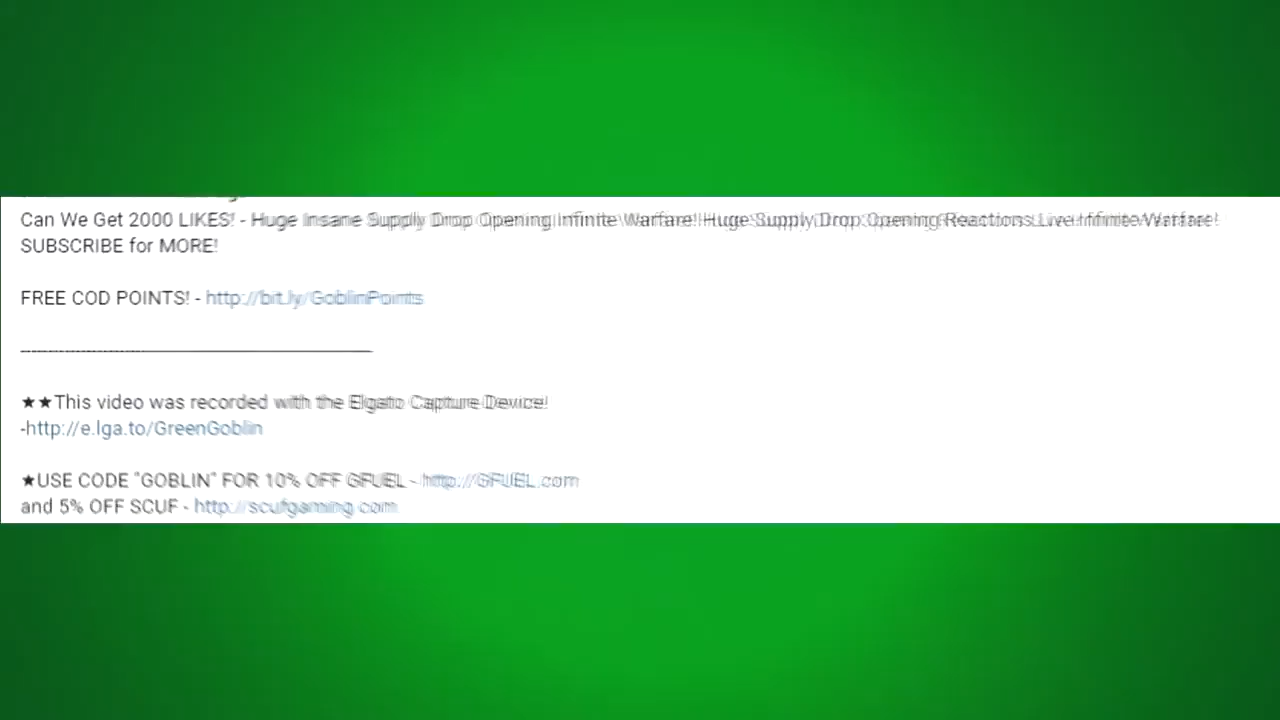 Can We Get 2000 LIKES! - Huge Insane Supply Drop Opening Infinite Warfare! Huge Supply Drop Opening Reactions Live Infinite Warfare!
SUBSCRIBE for MORE!
FREE COD POINTS! - http://bit.ly/GoblinPoints
★★This video was recorded with the Elgato Capture Device!
-http://e.lga.to/GreenGoblin
★USE CODE "GOBLIN" FOR 10% OFF GFUEL - http://GFUEL.com
and 5% OFF SCUF - http://scufgaming.com